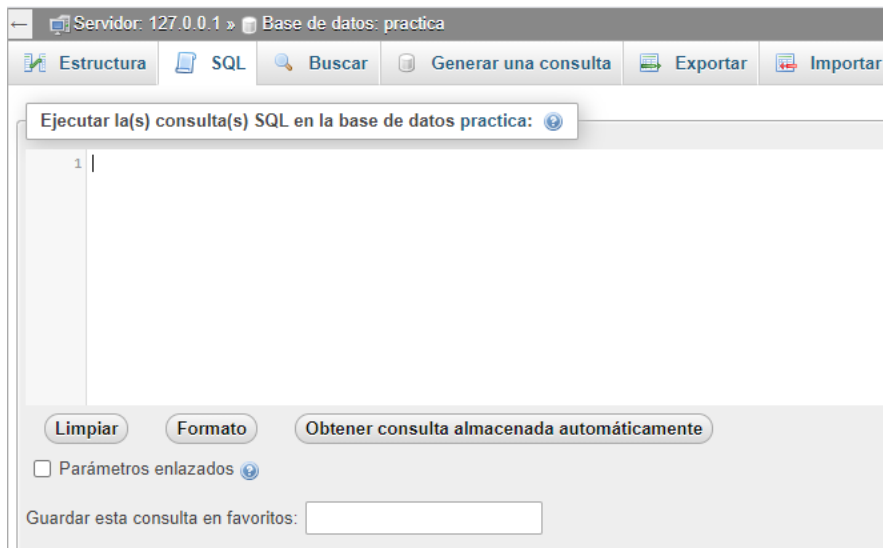 ← Servidor: 127.0.0.1 » Base de datos: practica
Estructura SQL Buscar Generar una consulta Exportar Importar
Ejecutar la(s) consulta(s) SQL en la base de datos practica:
1
Limpiar Formato Obtener consulta almacenada automáticamente
Parámetros enlazados
Guardar esta consulta en favoritos: